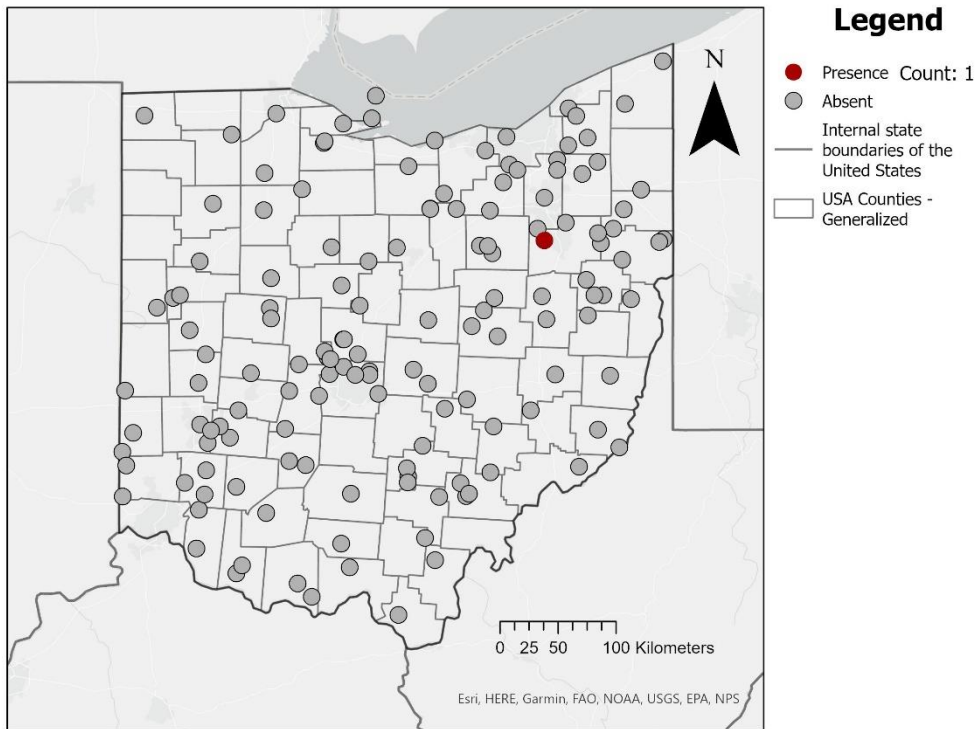 Legend
N
Presence Count: 1
Absent
Internal state
boundaries of the
United States
USA Counties -
Generalized
0 25 50 100 Kilometers
Esri, HERE, Garmin, FAO, NOAA, USGS, EPA, NPS